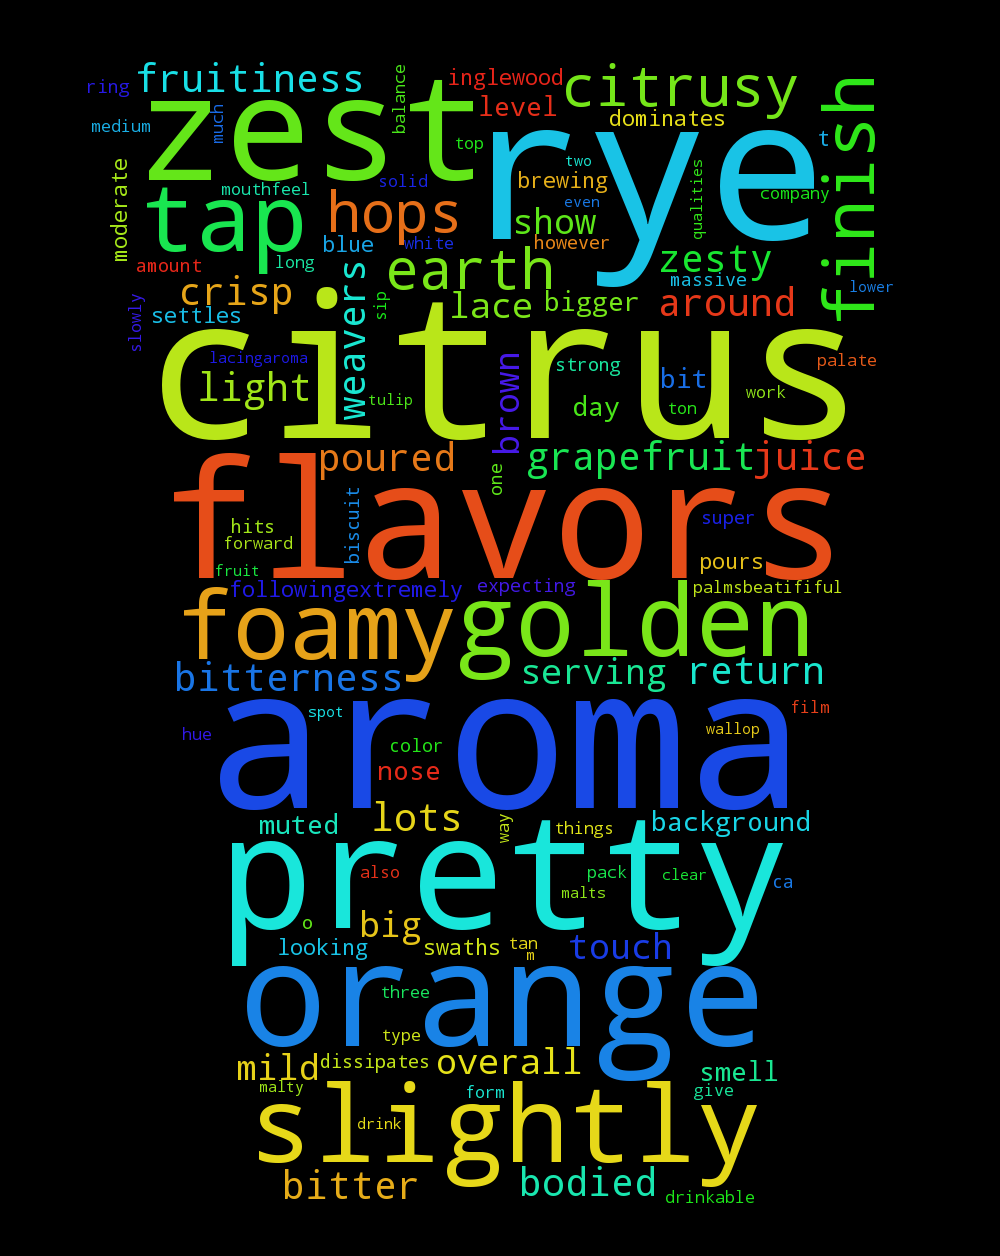 fruitiness
inglewood
citrusy
ring
zest
balance
level
dominates
finish
medium
much
rye
t
top
two
moderate
mouthfeel
solid
brewing
qualities
company
tap
hops
even
show
blue
white
however
zesty
amount
long
earth
massive
lower
crisp
weavers
sip
lace
bigger
around
slowly
settles
citrus
lacingaroma
light
tulip
brown
strong
bit
palate
day
ton
work
poured
one
grapefruit
juice
flavors
hits
forward
biscuit
super
fruit
pours
followingextremely
expecting
palmsbeatififul
foamy
golden
bitterness
serving
return
aroma
spot
film
hue
color
wallop
nose
muted
lots
way
things
background
pretty
also
pack
clear
malts
ca
o
big
looking
swaths
tan
m
touch
orange
three
type
mild
dissipates
overall
smell
malty
form
give
slightly
drink
bitter
bodied
drinkable